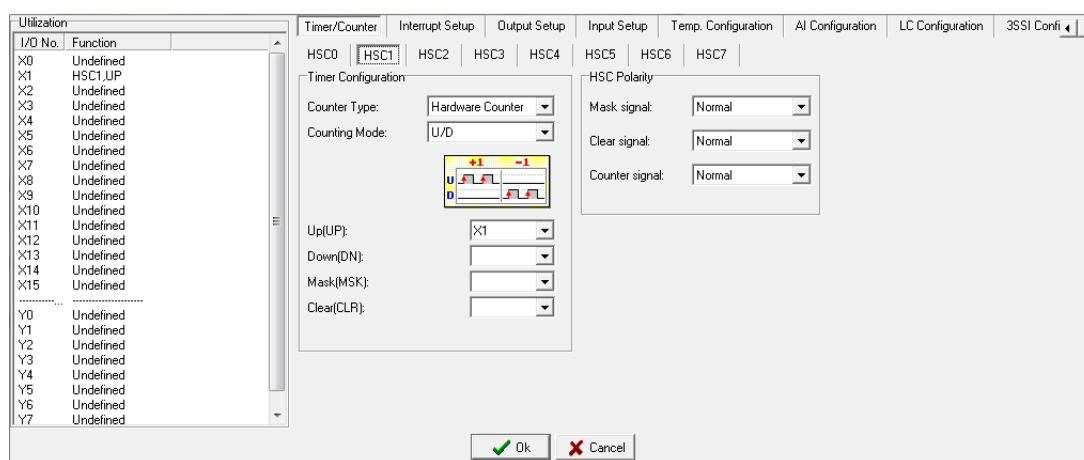 Utilization
I/O No. Function
X0 Undefined
X1 HSC1,UP
X2 Undefined
X3 Undefined
X4 Undefined
X5 Undefined
X6 Undefined
X7 Undefined
X8 Undefined
X9 Undefined
X10 Undefined
X11 Undefined
X12 Undefined
X13 Undefined
X14 Undefined
X15 Undefined
----------... --------------------
Y0 Undefined
Y1 Undefined
Y2 Undefined
Y3 Undefined
Y4 Undefined
Y5 Undefined
Y6 Undefined
Y7 Undefined
Timer/Counter Interrupt Setup Output Setup Input Setup Temp. Configuration AI Configuration LC Configuration 3SSI Confi
HSC0 HSC1 HSC2 HSC3 HSC4 HSC5 HSC6 HSC7
Timer Configuration
Counter Type: Hardware Counter
Counting Mode: U/D
+1 -1
U
D
Up(UP): X1
Down(DN):
Mask(MSK):
Clear(CLR):
HSC Polarity
Mask signal: Normal
Clear signal: Normal
Counter signal: Normal
Ok Cancel